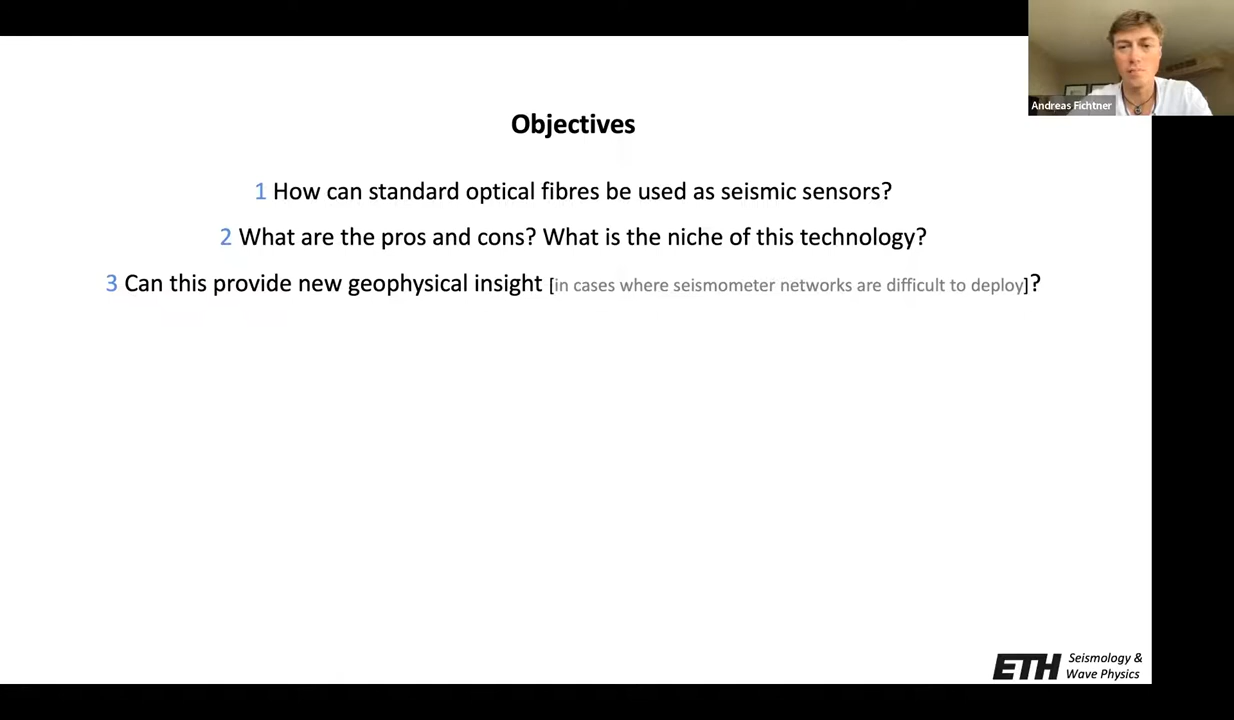 Andreas Fichtner
Objectives
1 How can standard optical fibres be used as seismic sensors?
2 What are the pros and cons? What is the niche of this technology?
3 Can this provide new geophysical insight [in cases where seismometer networks are difficult to deploy]?
ETH Seismology &
Wave Physics